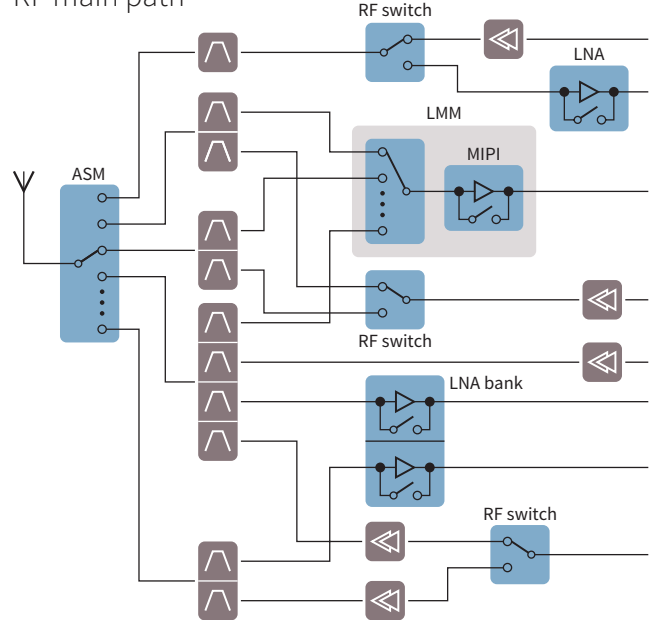 RF main path
RF switch
LNA
LMM
MIPI
ASM
RF switch
LNA bank
RF switch